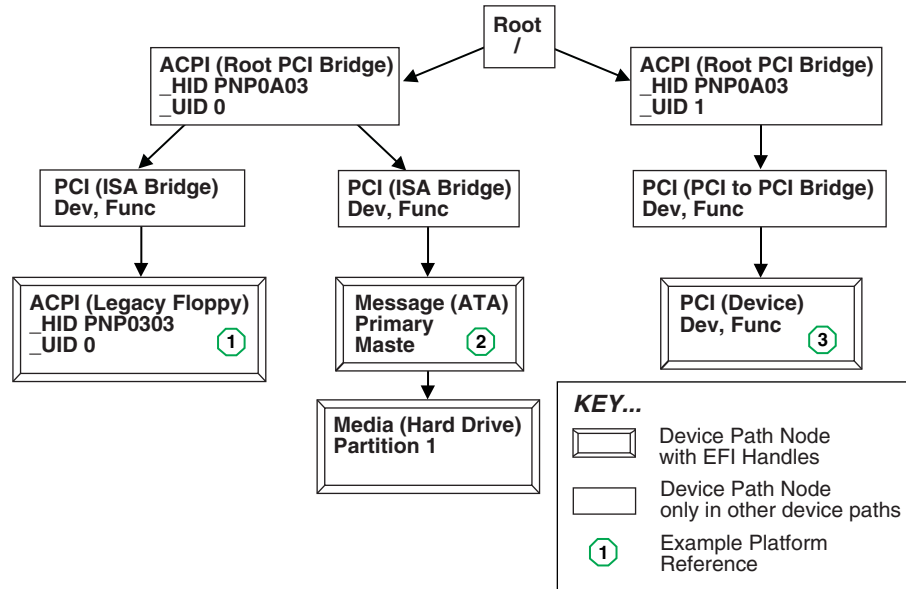 Root
/
ACPI (Root PCI Bridge)
_HID PNP0A03
_UID 0
ACPI (Root PCI Bridge)
_HID PNP0A03
_UID 1
PCI (ISA Bridge)
Dev, Func
PCI (ISA Bridge)
Dev, Func
PCI (PCI to PCI Bridge)
Dev, Func
ACPI (Legacy Floppy)
_HID PNP0303
_UID 0
1
Message (ATA)
Primary
Maste
2
PCI (Device)
Dev, Func
3
Media (Hard Drive)
Partition 1
KEY...
Device Path Node
with EFI Handles
Device Path Node
only in other device paths
1
Example Platform
Reference